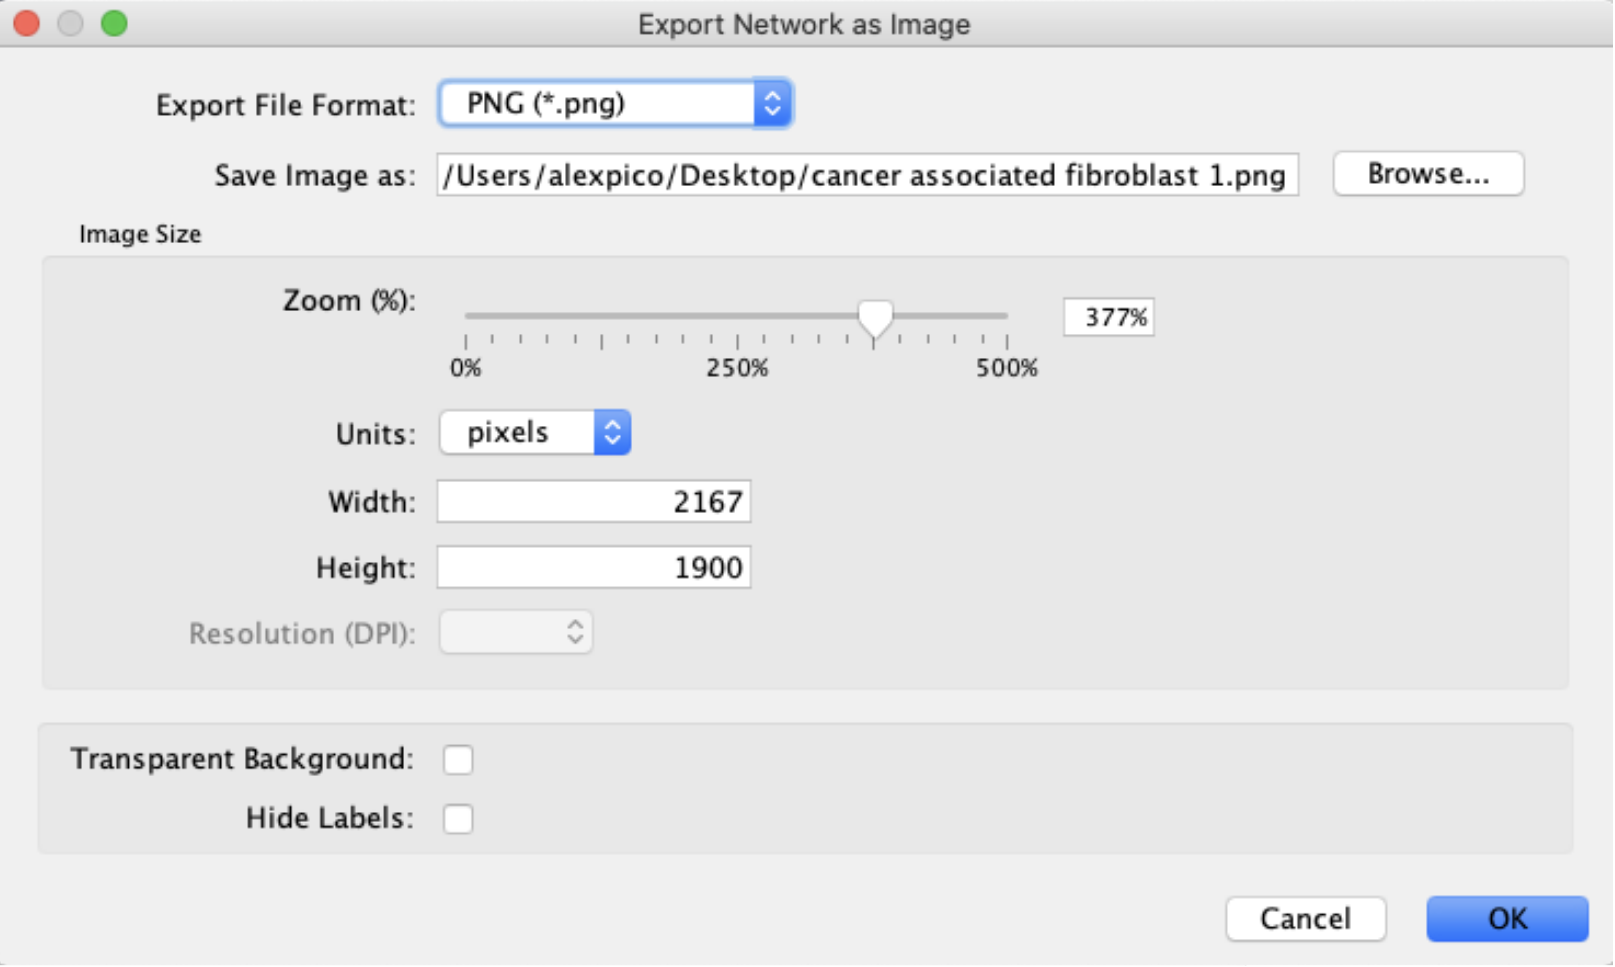 Export Network as Image
Export File Format: PNG (*.png)
Save Image as: /Users/alexpico/Desktop/cancer associated fibroblast 1.png Browse...
Image Size
Zoom (%): 377%
0% 250% 500%
Units: pixels
Width: 2167
Height: 1900
Resolution (DPI):
Transparent Background:
Hide Labels:
Cancel OK